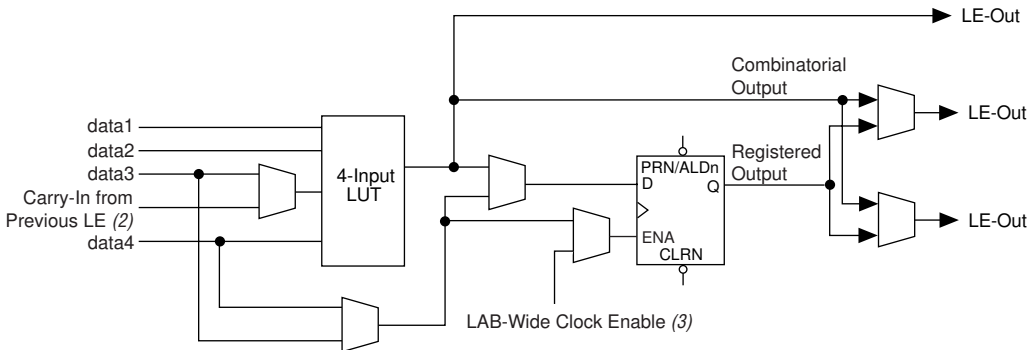 LE-Out
Combinatorial
Output
LE-Out
data1
data2
data3
Carry-In from
Previous LE (2)
data4
4-Input
LUT
PRN/ALDn
D
Q
ENA
CLRN
Registered
Output
LE-Out
LAB-Wide Clock Enable (3)